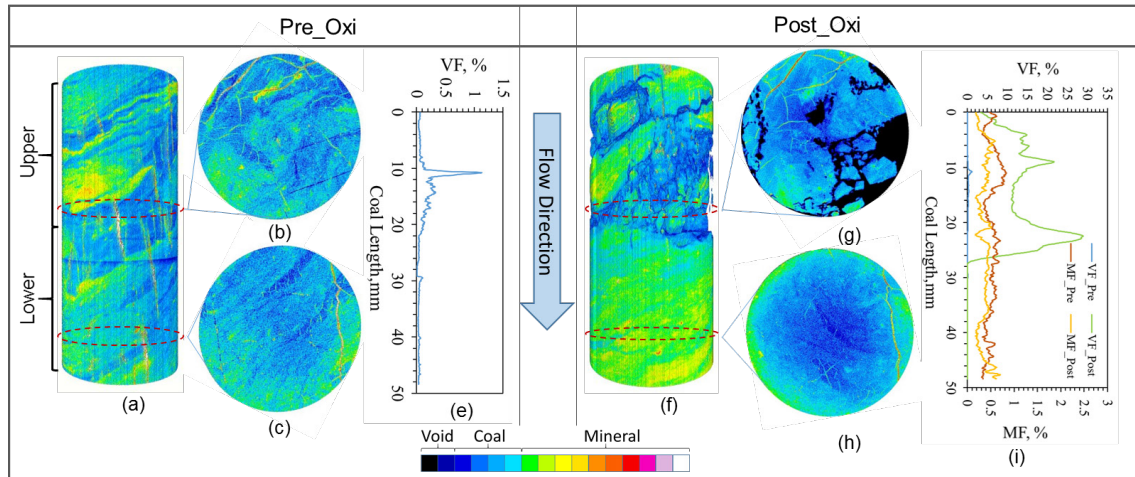 Pre_Oxi
Post_Oxi
Upper
Lower
(a)
(b)
(c)
VF, %
0 0.5 1 1.5
0
10
20
30
40
50
Coal Length,mm
(e)
Flow Direction
(f)
(g)
(h)
VF, %
0 5 10 15 20 25 30 35
0
10
20
30
40
50
Coal Length,mm
VF_Pre
MF_Pre
VF_Post
MF_Post
0 0.5 1 1.5 2 2.5 3
MF, %
(i)
Void Coal Mineral